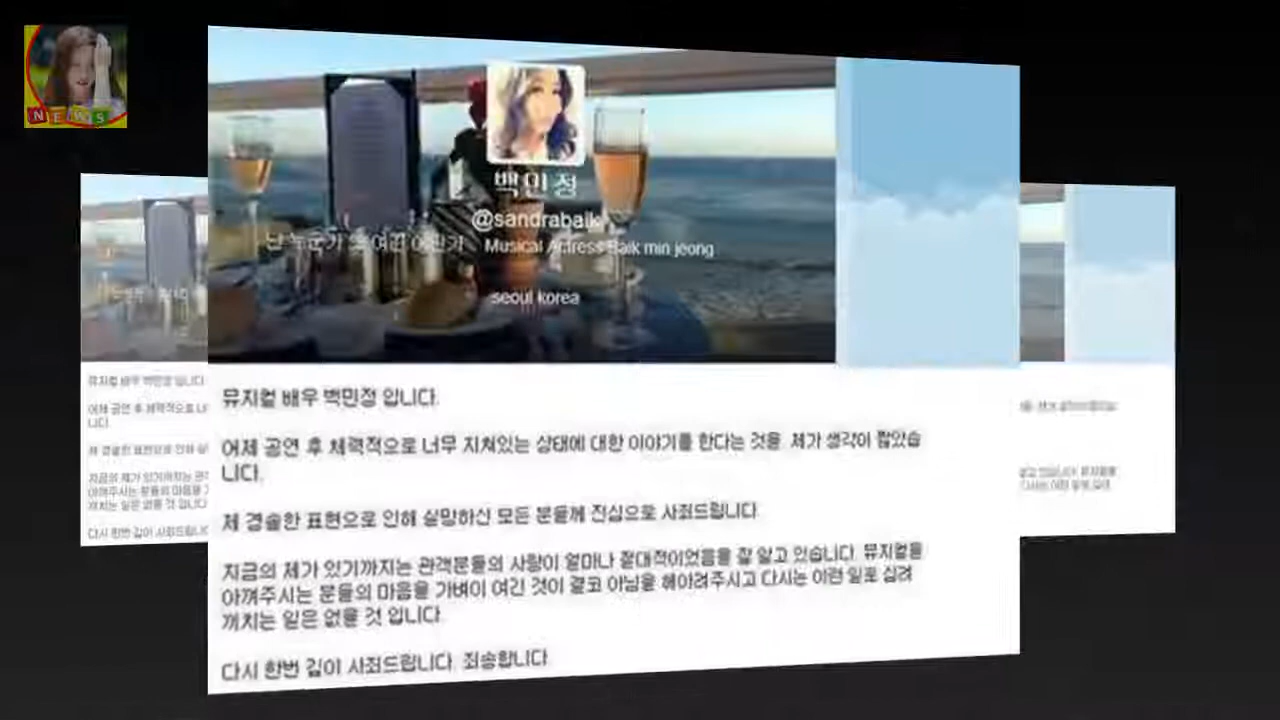 NEWS
백민정
@sandrabaik
Musical Actress Baik min jeong
seoul korea
뮤지컬 배우 백민정 입니다.
어제 공연 후 체력적으로 너무 지쳐있는 상태에 대한 이야기를 한다는 것을 제가 생각이 짧았습
니다.
제 경솔한 표현으로 인해 실망하신 모든 분들께 진심으로 사죄드립니다.
지금의 제가 있기까지는 관객분들의 사랑이 얼마나 절대적이었음을 잘 알고 있습니다. 뮤지컬을
아껴주시는 분들의 마음을 가벼이 여긴 것이 결코 아님을 헤아려주시고 다시는 이런 일로 심려
끼치는 일은 없을 것 입니다.
다시 한번 깊이 사죄드립니다. 죄송합니다.